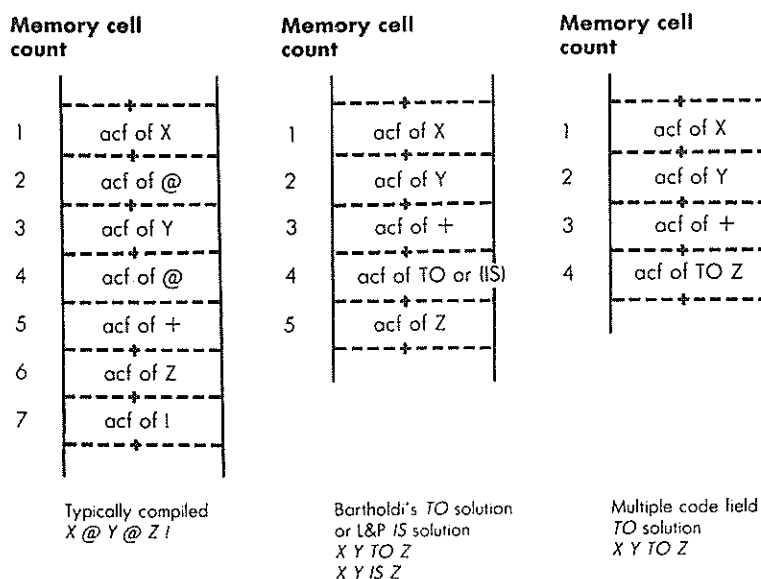 Memory cell
count
1 acf of X
2 acf of @
3 acf of Y
4 acf of @
5 acf of +
6 acf of Z
7 acf of !
Typically compiled
X @ Y @ Z !
Memory cell
count
1 acf of X
2 acf of Y
3 acf of +
4 acf of TO or (IS)
5 acf of Z
Bartholdi's TO solution
or L&P IS solution
X Y TO Z
X Y IS Z
Memory cell
count
1 acf of X
2 acf of Y
3 acf of +
4 acf of TO Z
Multiple code field
TO solution
X Y TO Z